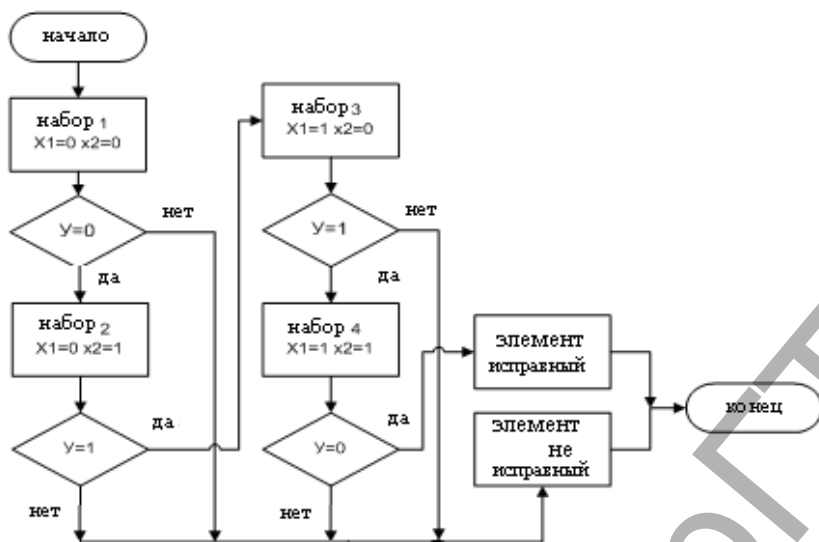 начало
набор 1
X1=0 x2=0
У=0
нет
да
набор 2
X1=0 x2=1
У=1
да
нет
набор 3
X1=1 x2=0
У=1
нет
да
набор 4
X1=1 x2=1
У=0
да
нет
элемент
исправный
элемент
не
исправный
конец